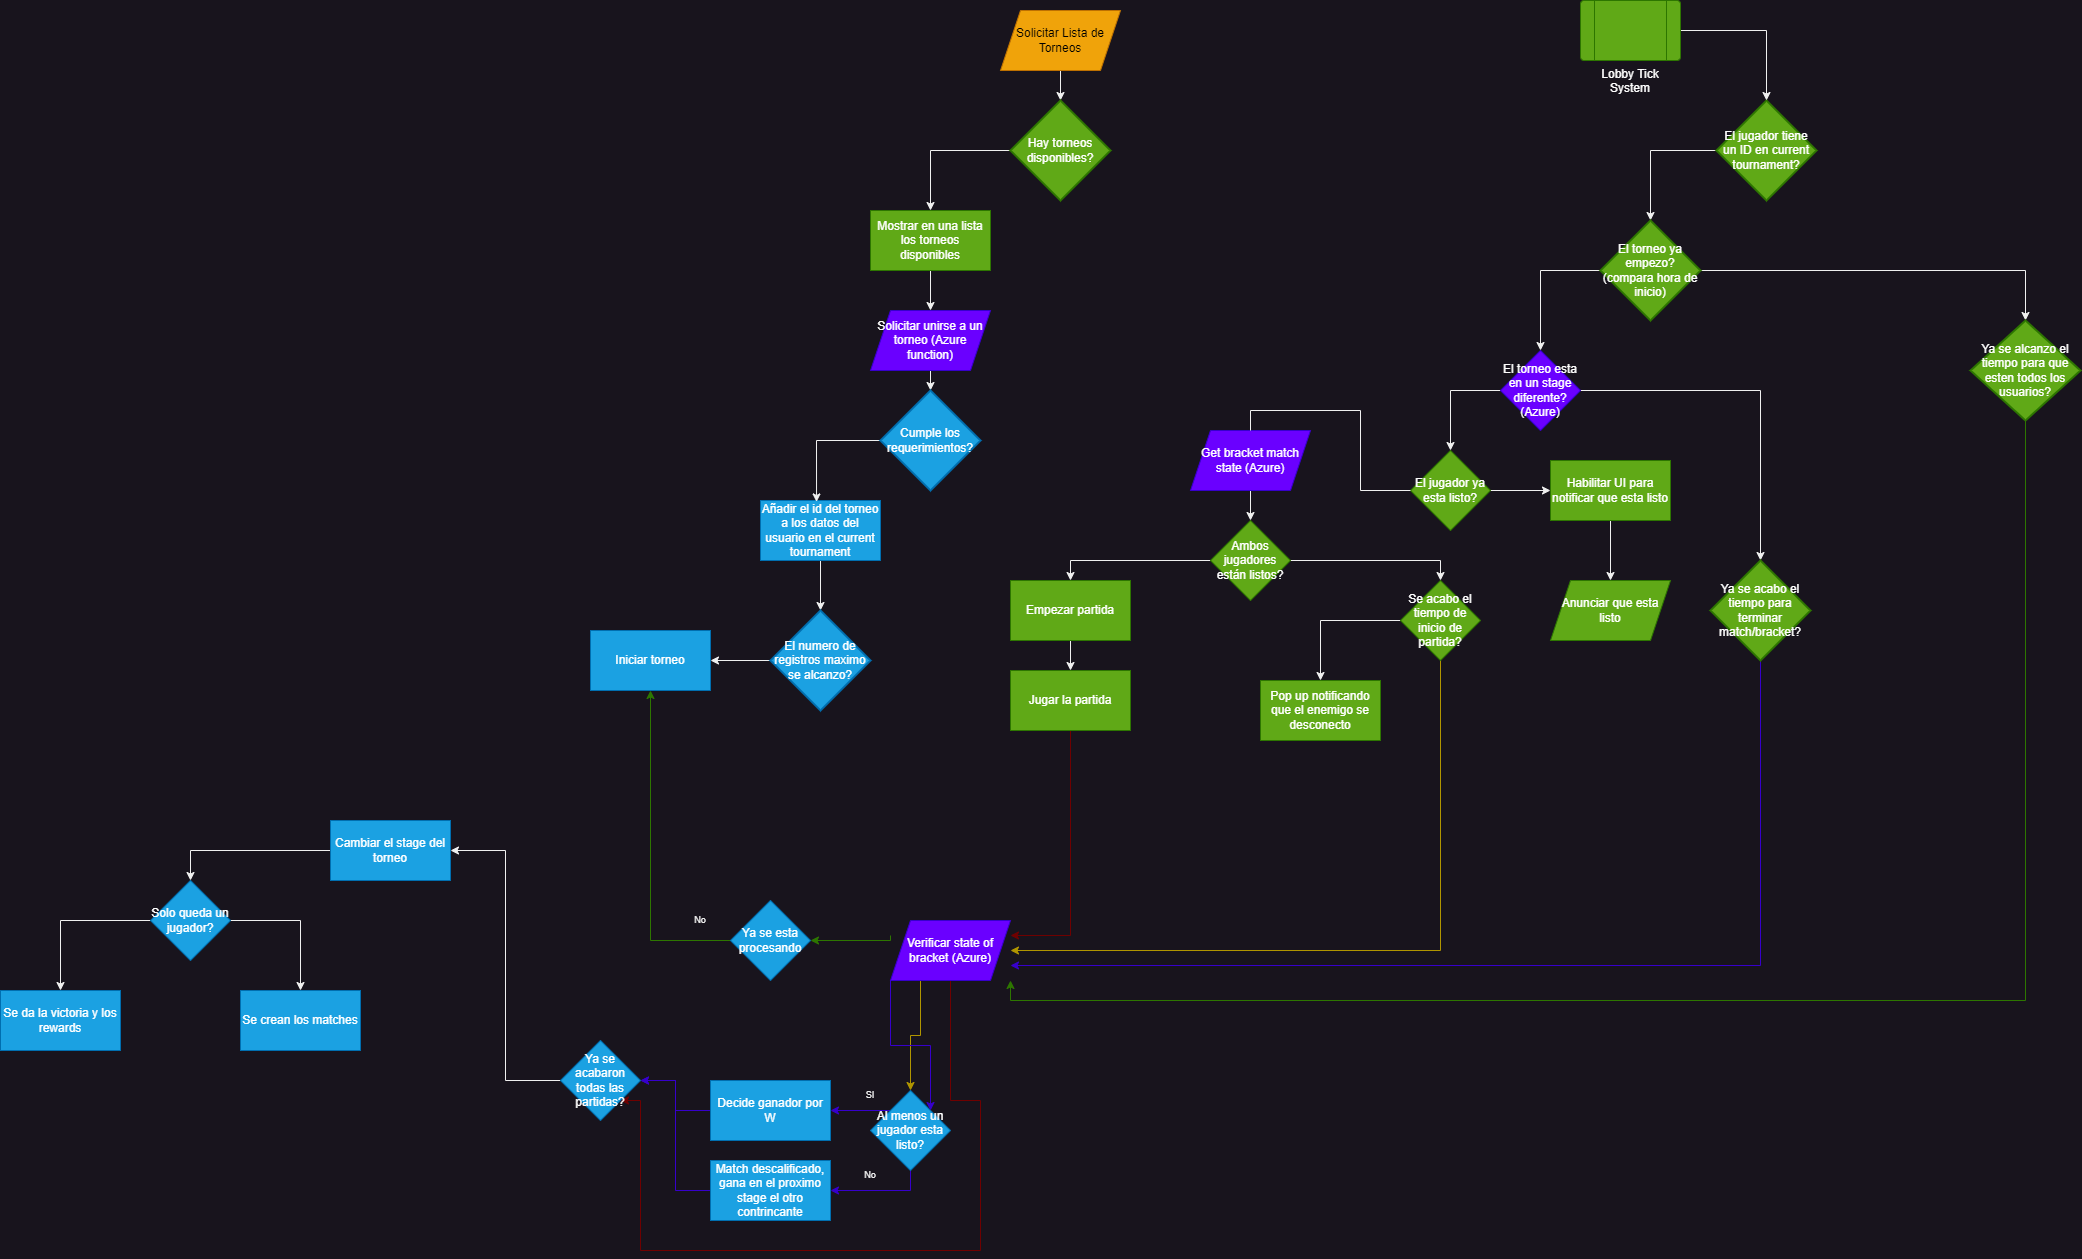 Solicitar Lista de
Torneos
Lobby Tick
System
Hay torneos
disponibles?
El jugador tiene
un ID en current
tournament?
Mostrar en una lista
los torneos
disponibles
El torneo ya
empezo?
(compara hora de
inicio)
Solicitar unirse a un
torneo (Azure
function)
El torneo esta
en un stage
diferente?
(Azure)
Ya se alcanzo el
tiempo para que
esten todos los
usuarios?
Cumple los
requerimientos?
Get bracket match
state (Azure)
El jugador ya
esta listo?
Habilitar UI para
notificar que esta listo
Añadir el id del torneo
a los datos del
usuario en el current
tournament
Ambos
jugadores
están listos?
Empezar partida
Se acabo el
tiempo de
inicio de
partida?
Anunciar que esta
listo
Ya se acabo el
tiempo para
terminar
match/bracket?
Iniciar torneo
El numero de
registros maximo
se alcanzo?
Jugar la partida
Pop up notificando
que el enemigo se
desconecto
Cambiar el stage del
torneo
Solo queda un
jugador?
No
Ya se esta
procesando
Verificar state of
bracket (Azure)
Se da la victoria y los
rewards
Se crean los matches
Ya se
acabaron
todas las
partidas?
Decide ganador por
W
SI
Al menos un
jugador esta
listo?
Match descalificado,
gana en el proximo
stage el otro
contrincante
No